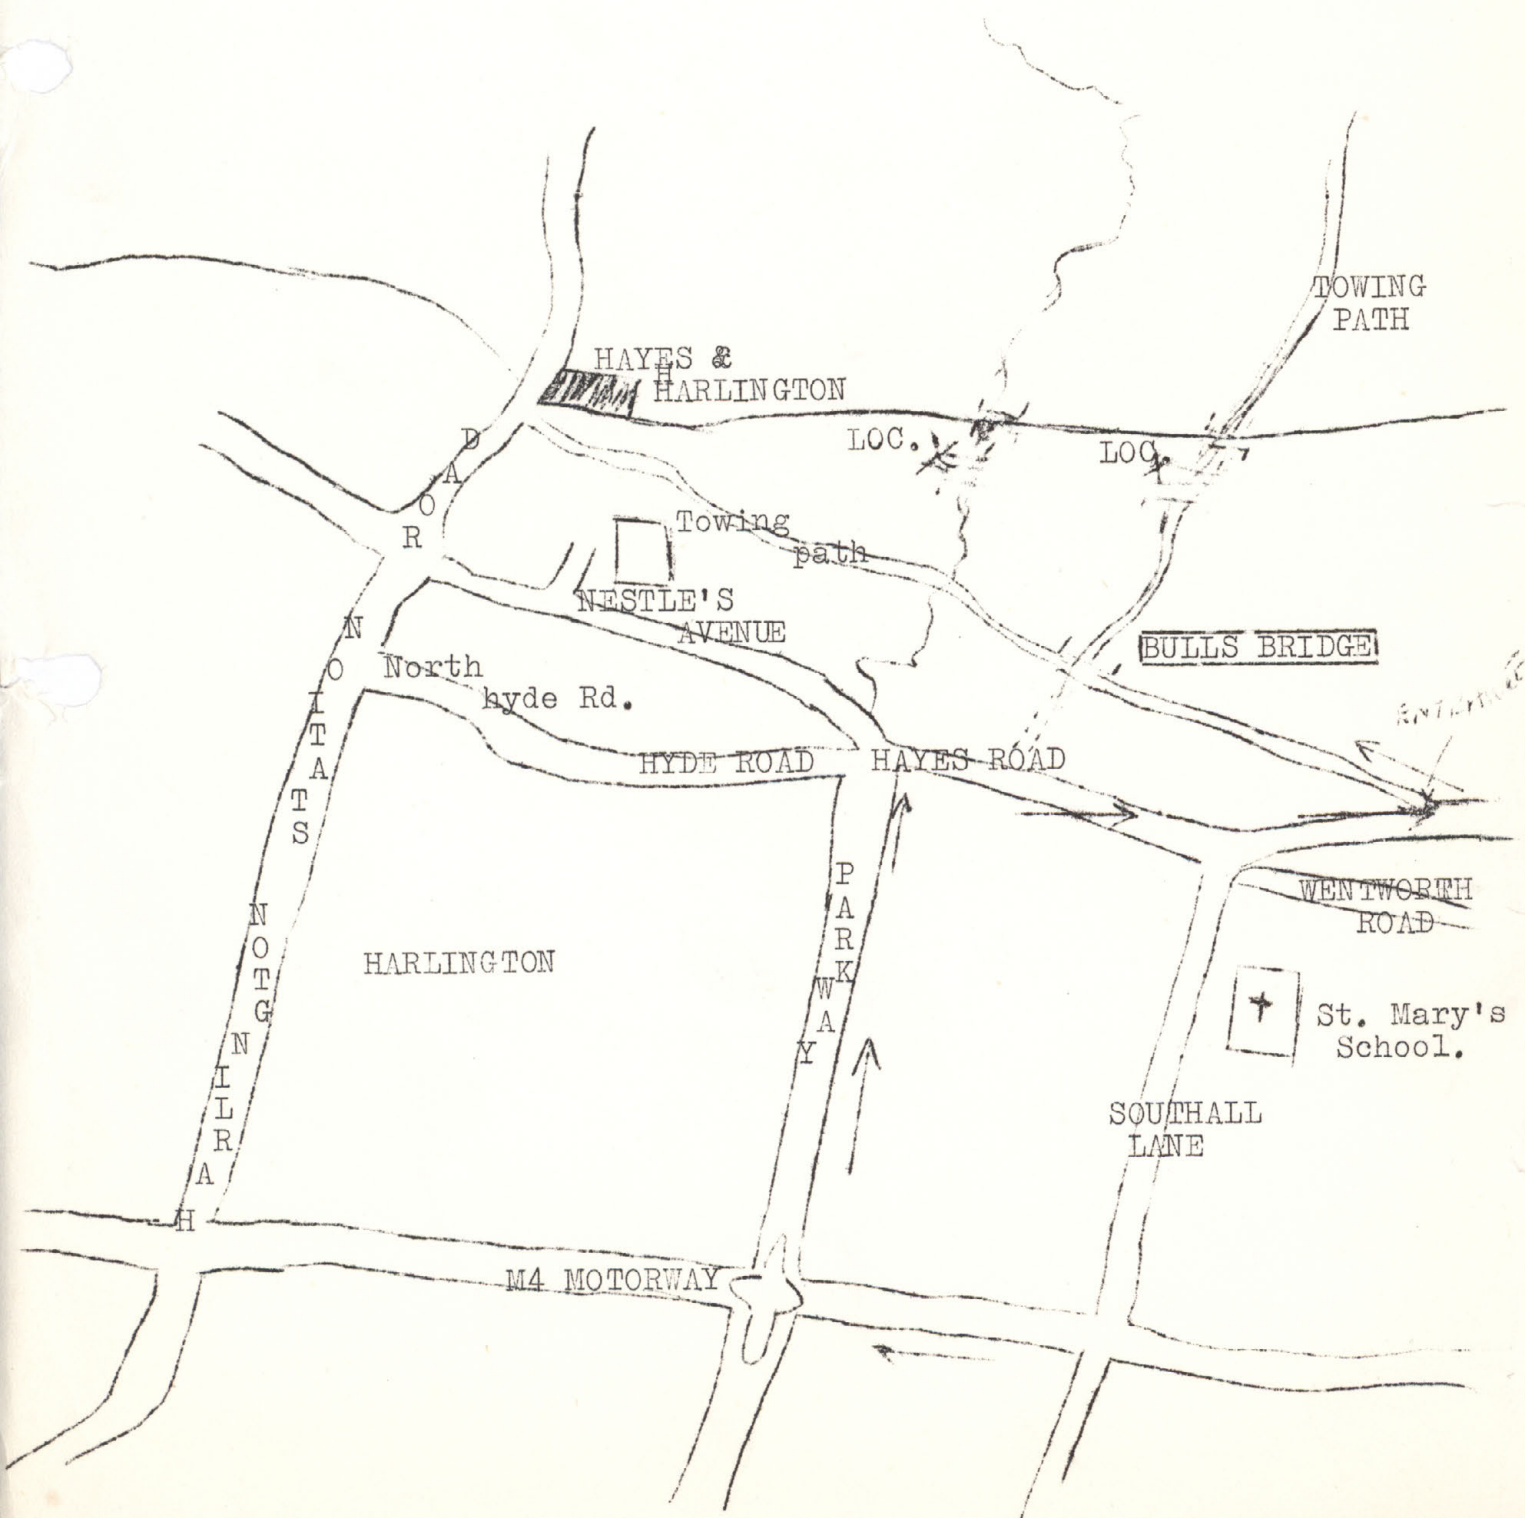 TOWING
PATH
HAYES &
H
HARLINGTON
LOC.
LOC.
Towing
path
NESTLE'S
AVENUE
BULLS BRIDGE
North
hyde Rd.
HYDE ROAD
HAYES ROAD
HARLINGTON STATION ROAD
PARKWAY
WENTWORTH
ROAD
HARLINGTON
St. Mary's
School.
SOUTHALL
LANE
M4 MOTORWAY